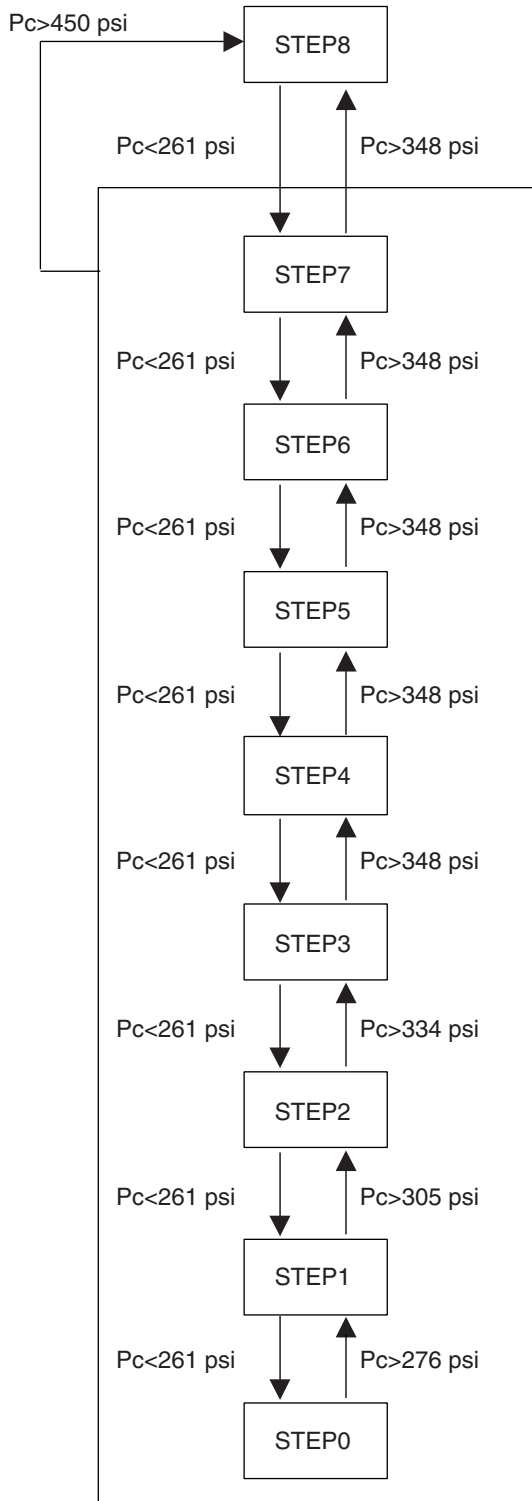 Pc>450 psi
STEP8
Pc<261 psi
Pc>348 psi
STEP7
Pc<261 psi
Pc>348 psi
STEP6
Pc<261 psi
Pc>348 psi
STEP5
Pc<261 psi
Pc>348 psi
STEP4
Pc<261 psi
Pc>348 psi
STEP3
Pc<261 psi
Pc>334 psi
STEP2
Pc<261 psi
Pc>305 psi
STEP1
Pc<261 psi
Pc>276 psi
STEP0